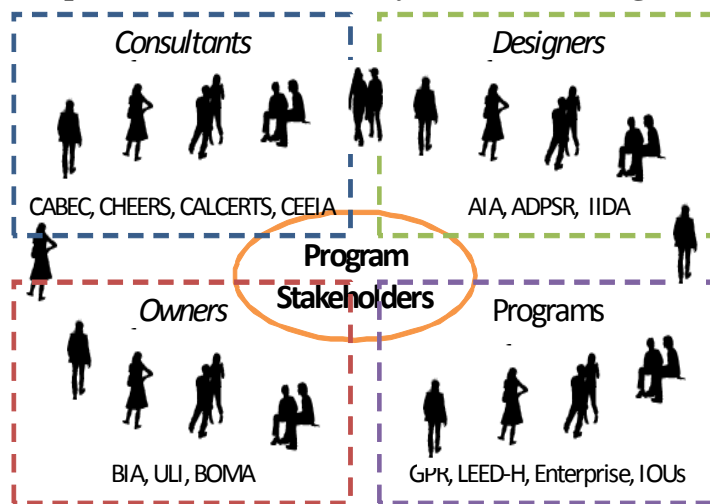 Consultants
Designers
CABEC, CHEERS, CALCERTS, CEEIA
AIA, ADPSR, IIDA
Program
Stakeholders
Owners
Programs
BIA, ULI, BOMA
GPR, LEED-H, Enterprise, IOUs